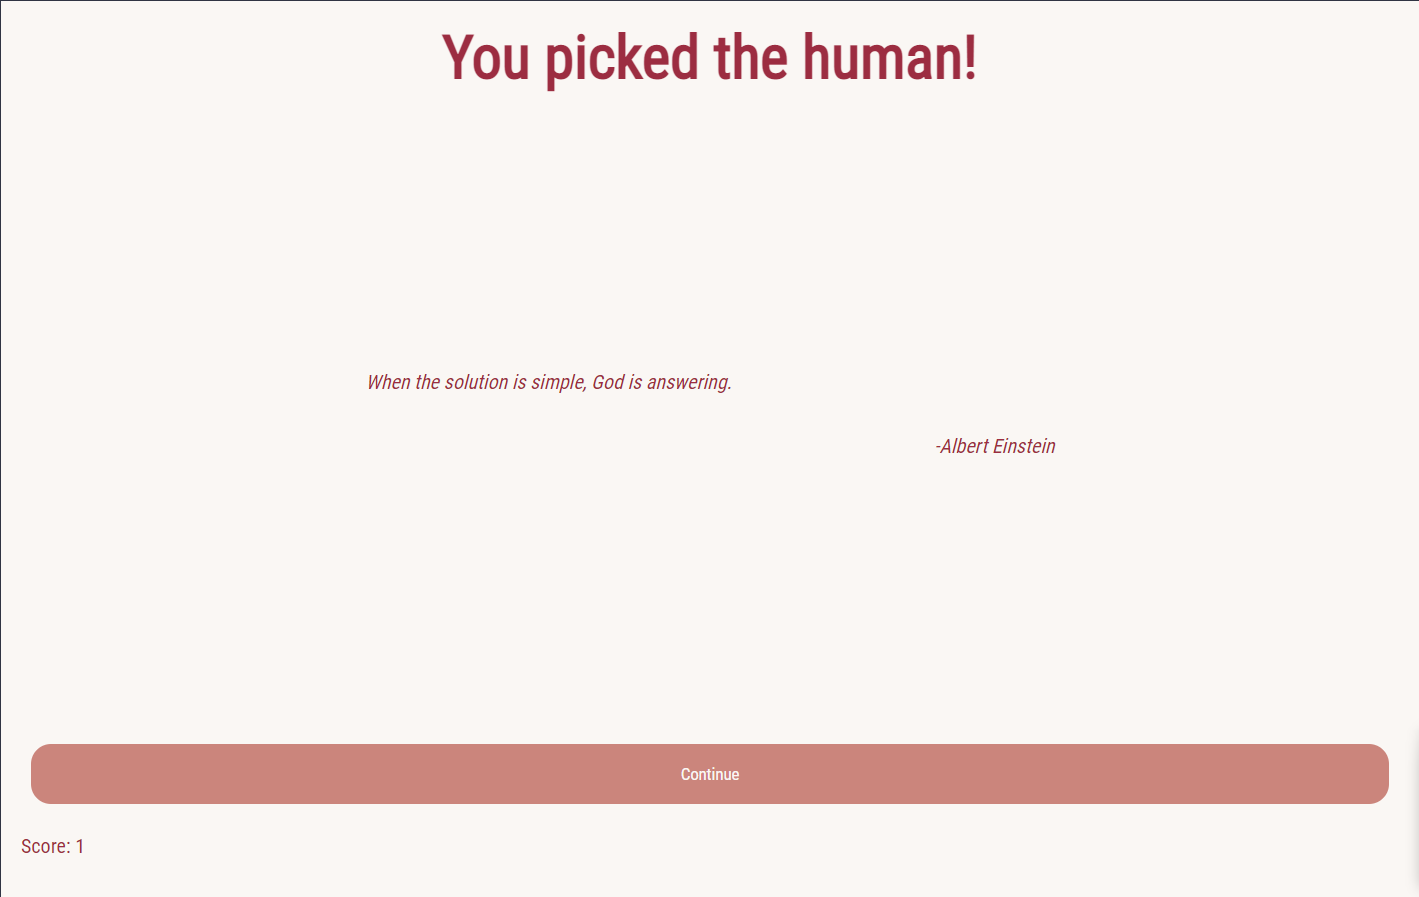 You picked the human!
When the solution is simple, God is answering.
-Albert Einstein
Continue
Score: 1